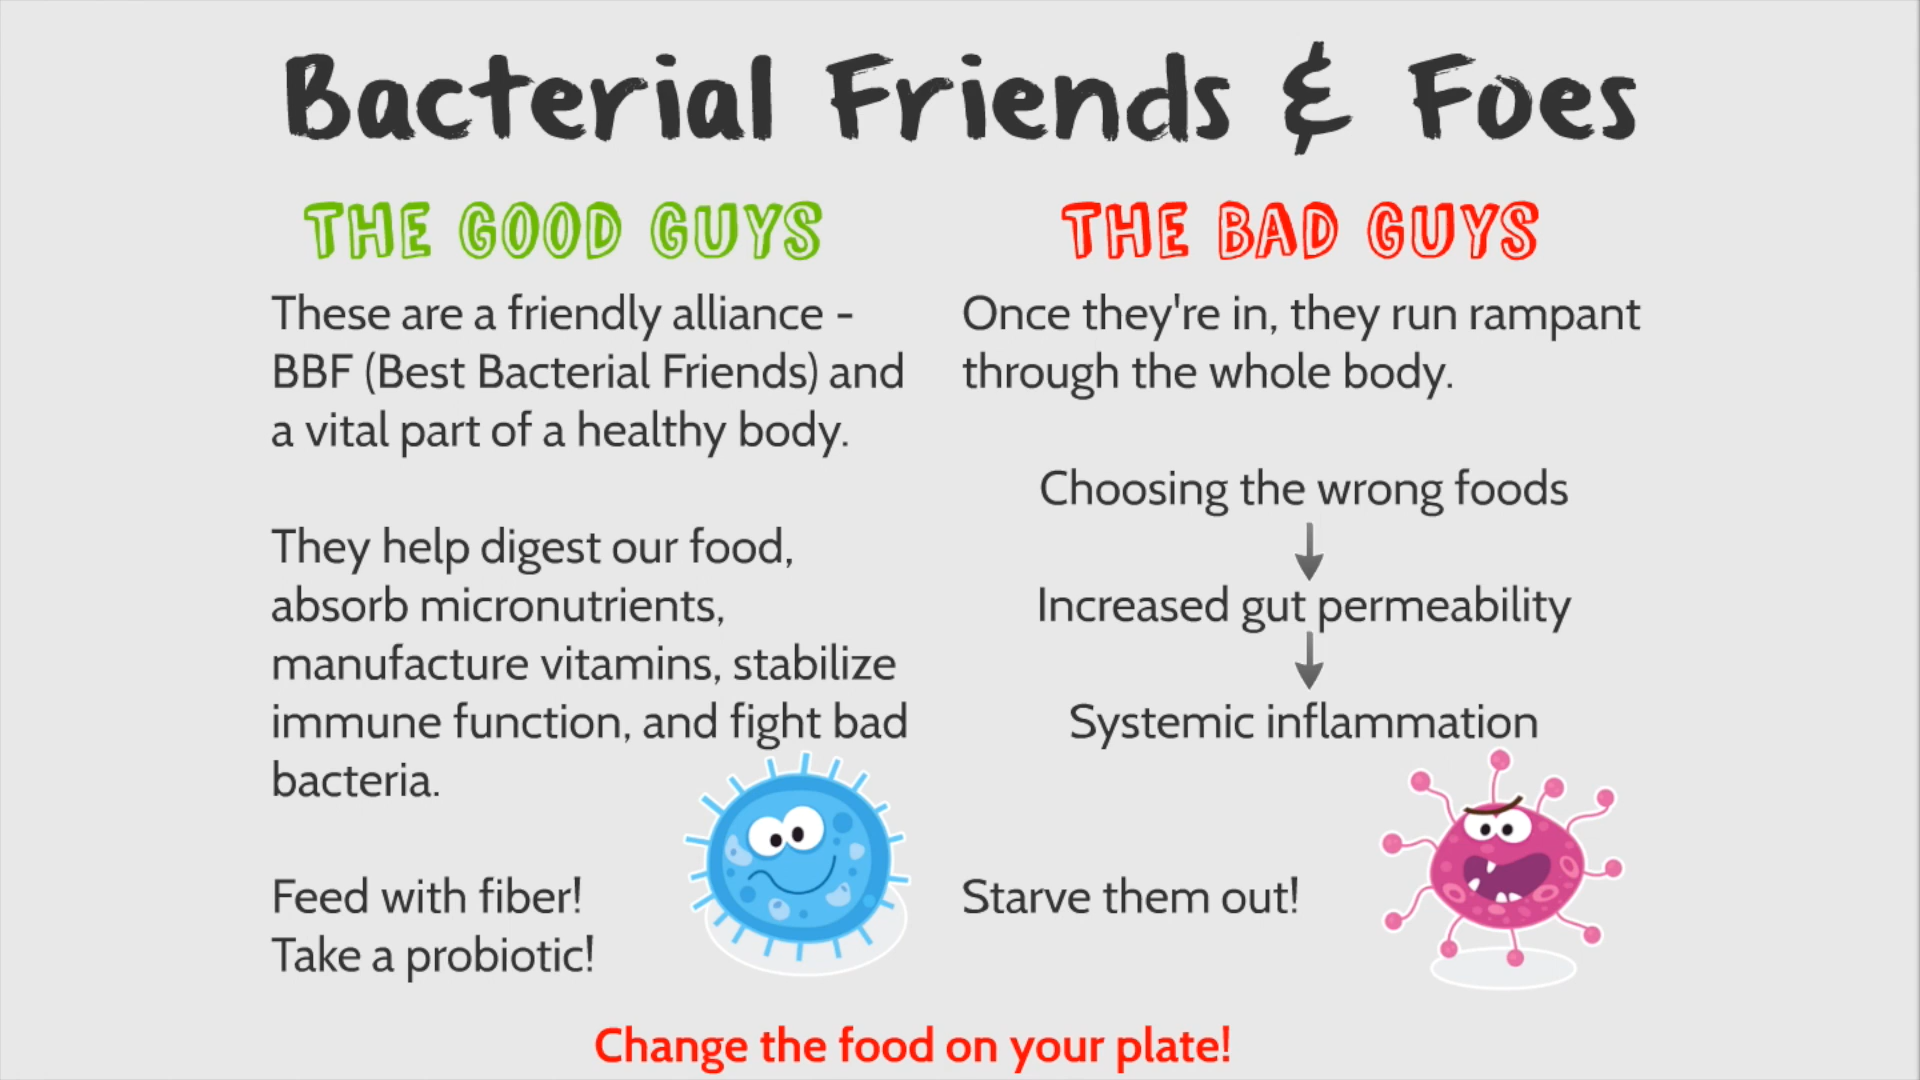 Bacterial Friends & Foes
THE GOOD GUYS
These are a friendly alliance -
BBF (Best Bacterial Friends) and
a vital part of a healthy body.
They help digest our food,
absorb micronutrients,
manufacture vitamins, stabilize
immune function, and fight bad
bacteria.
Feed with fiber!
Take a probiotic!
THE BAD GUYS
Once they're in, they run rampant
through the whole body.
Choosing the wrong foods
Increased gut permeability
Systemic inflammation
Starve them out!
Change the food on your plate!